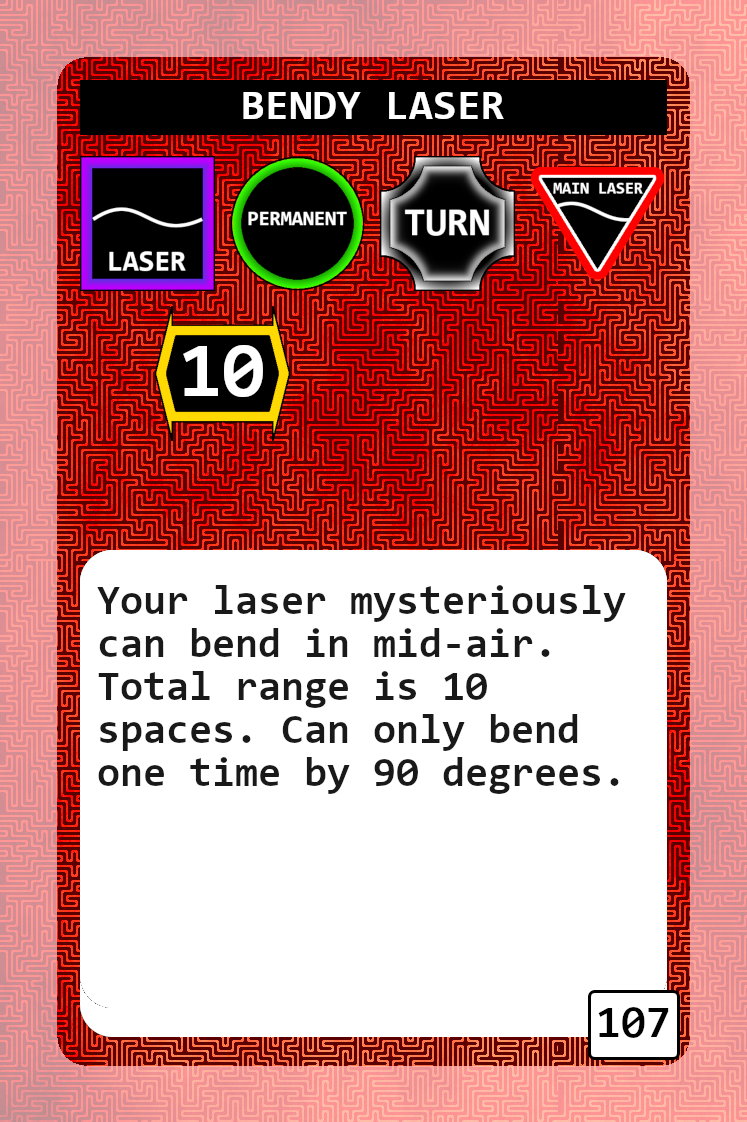 BENDY LASER
LASER
PERMANENT
TURN
MAIN LASER
10
Your laser mysteriously
can bend in mid-air.
Total range is 10
spaces. Can only bend
one time by 90 degrees.
107